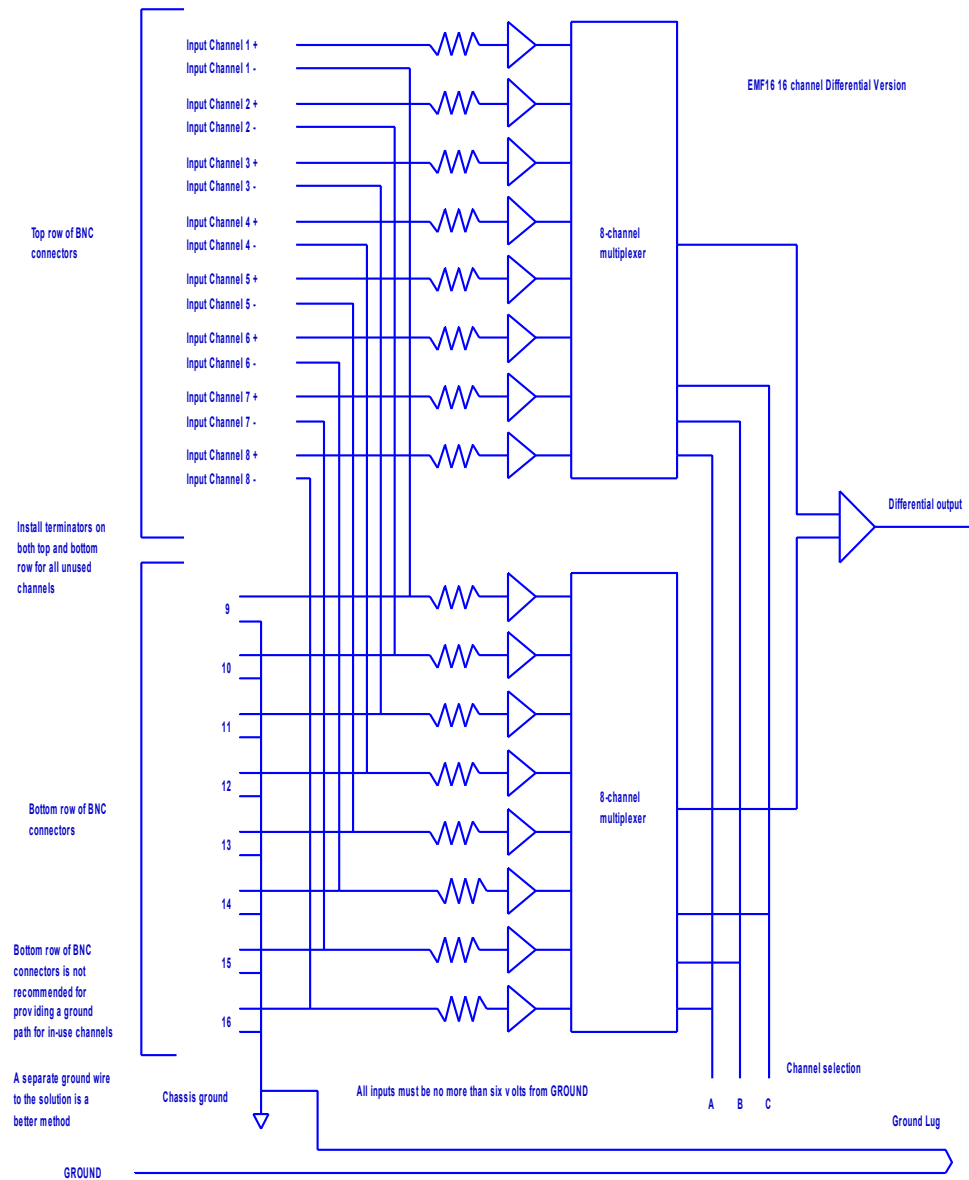 EMF16 16 channel Differential Version
Input Channel 1 +
Input Channel 1 -
Input Channel 2 +
Input Channel 2 -
Input Channel 3 +
Input Channel 3 -
Input Channel 4 +
Input Channel 4 -
Input Channel 5 +
Input Channel 5 -
Input Channel 6 +
Input Channel 6 -
Input Channel 7 +
Input Channel 7 -
Input Channel 8 +
Input Channel 8 -
Top row of BNC
connectors
8-channel
multiplexer
Differential output
Install terminators on
both top and bottom
row for all unused
channels
9
10
11
12
13
14
15
16
Bottom row of BNC
connectors
8-channel
multiplexer
Bottom row of BNC
connectors is not
recommended for
providing a ground
path for in-use channels
A separate ground wire
to the solution is a
better method
Chassis ground
All inputs must be no more than six volts from GROUND
Channel selection
A
B
C
Ground Lug
GROUND